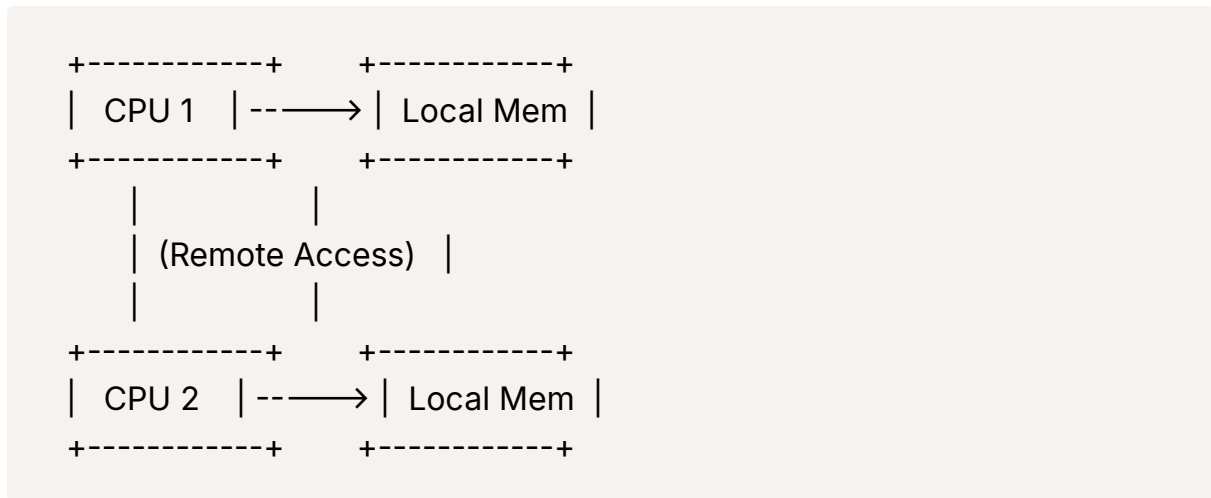 +------------+     +------------+
|   CPU 1    | ----> |  Local Mem  |
+------------+     +------------+
|                |
|  (Remote Access)   |
|                |
+------------+     +------------+
|   CPU 2    | ----> |  Local Mem  |
+------------+     +------------+